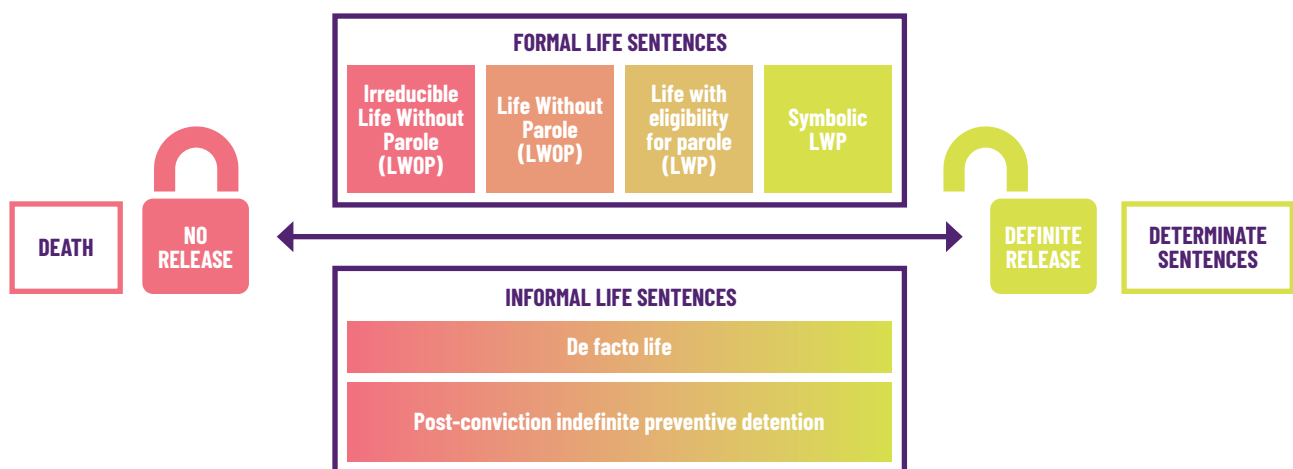 FORMAL LIFE SENTENCES
Irreducible
Life Without
Parole
(LWOP)
Life Without
Parole
(LWOP)
Life with
eligibility
for parole
(LWP)
Symbolic
LWP
DEATH
NO
RELEASE
DEFINITE
RELEASE
DETERMINATE
SENTENCES
INFORMAL LIFE SENTENCES
De facto life
Post-conviction indefinite preventive detention